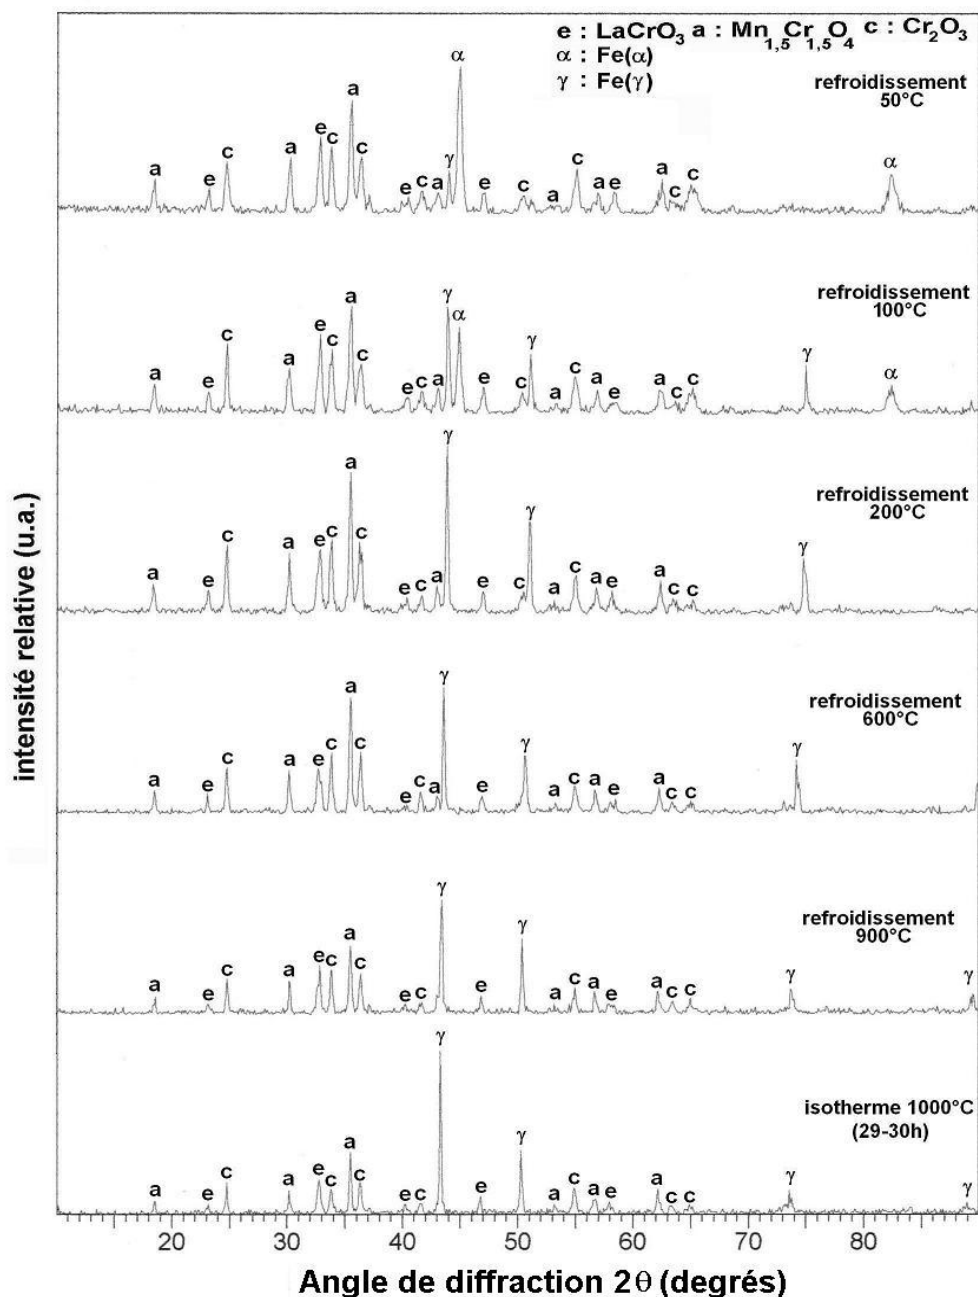 e : LaCrO3 a : Mn1,5Cr1,5O4 c : Cr2O3
α : Fe(α)
γ : Fe(γ)
refroidissement
50°C
a e c a e c a c e c a γ α e c a c a e a c c α
refroidissement
100°C
a e c a e c a c e c a γ α e c γ a c a e a c c γ α
refroidissement
200°C
a e c a e c a c e c a γ e c γ a c a e a c c γ
refroidissement
600°C
a e c a e c a c e c a γ e γ a c a e a c c γ
refroidissement
900°C
a e c a e c a c e c γ e γ a c a e a c c γ γ
isotherme 1000°C
(29-30h)
a e c a e c a c e c γ e γ a c a e a c c γ γ
intensité relative (u.a.)
20 30 40 50 60 70 80
Angle de diffraction 2θ (degrés)